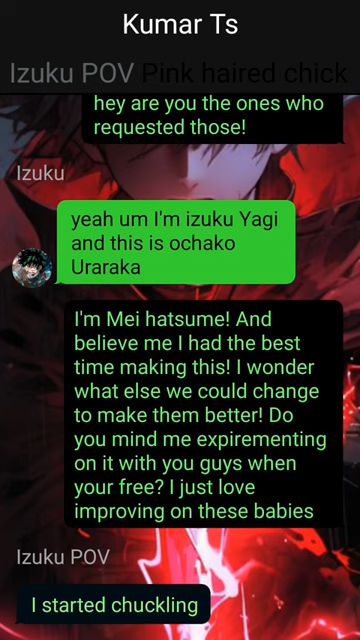 Kumar Ts
Izuku POV Pink haired chick
hey are you the ones who
requested those!
Izuku
yeah um I'm izuku Yagi
and this is ochako
Uraraka
I'm Mei hatsume! And
believe me I had the best
time making this! I wonder
what else we could change
to make them better! Do
you mind me expirementing
on it with you guys when
your free? I just love
improving on these babies
Izuku POV
I started chuckling